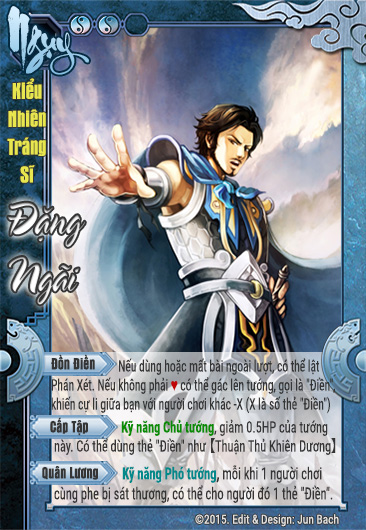 Ngụy
Kiểu
Nhiên
Tráng
Sĩ
Đặng
Ngãi
Đồn Điền Nếu dùng hoặc mất bài ngoài lượt, có thể lật
Phán Xét. Nếu không phải ♥ có thể gác lên tướng, gọi là "Điền",
khiến cự li giữa bạn với người chơi khác -X (X là số thẻ "Điền")
Cấp Tập Kỹ năng Chủ tướng, giảm 0.5HP của tướng
này. Có thể dùng thẻ "Điền" như【Thuận Thủ Khiên Dương】
Quân Lương Kỹ năng Phó tướng, mỗi khi 1 người chơi
cùng phe bị sát thương, có thể cho người đó 1 thẻ "Điền".
©2015. Edit & Design: Jun Bach